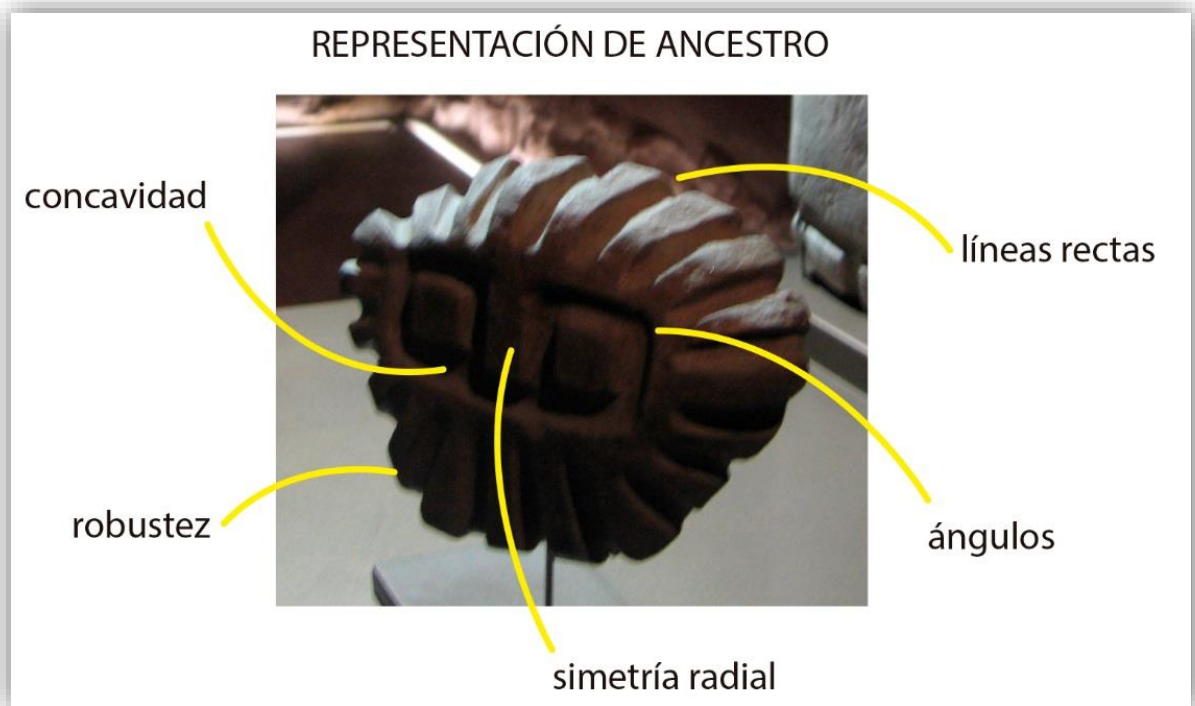 REPRESENTACIÓN DE ANCESTRO
concavidad
líneas rectas
robustez
ángulos
simetría radial